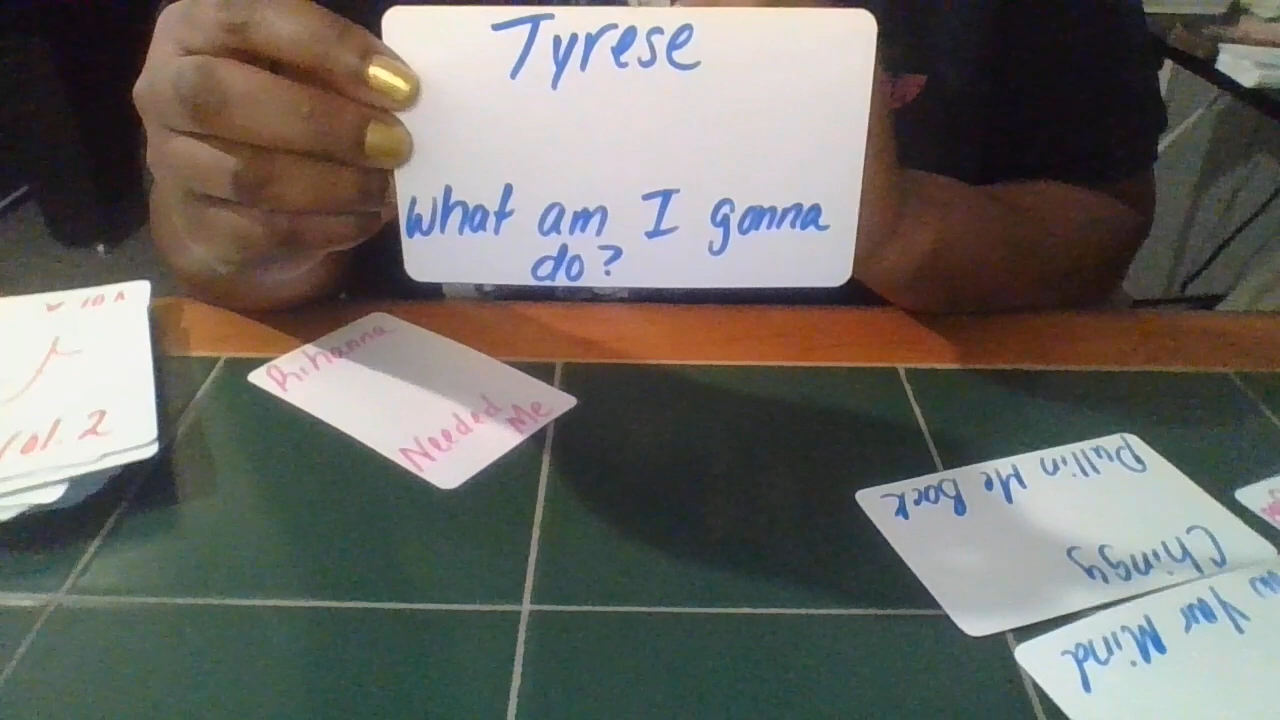 Tyrese
What am I gonna
do?
Rihanna
Needed
Me
Vol. 2
Pullin Me Back
Chingy
Your Mind